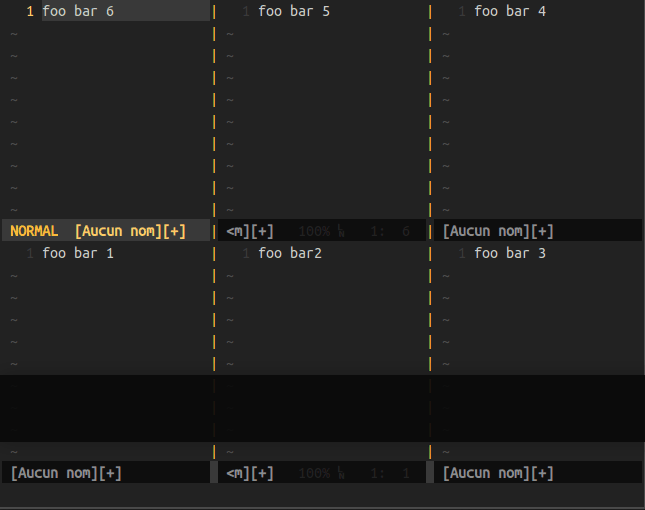 1 foo bar 6 | 1 foo bar 5 | 1 foo bar 4
~ | ~ | ~
~ | ~ | ~
~ | ~ | ~
~ | ~ | ~
~ | ~ | ~
~ | ~ | ~
~ | ~ | ~
~ | ~ | ~
~ | ~ | ~
NORMAL [Aucun nom][+] <m][+] 100% ␤ 1: 6 [Aucun nom][+]
1 foo bar 1 | 1 foo bar2 | 1 foo bar 3
~ | ~ | ~
~ | ~ | ~
~ | ~ | ~
~ | ~ | ~
~ | ~ | ~
~ | ~ | ~
[Aucun nom][+] <m][+] 100% ␤ 1: 1 [Aucun nom][+]